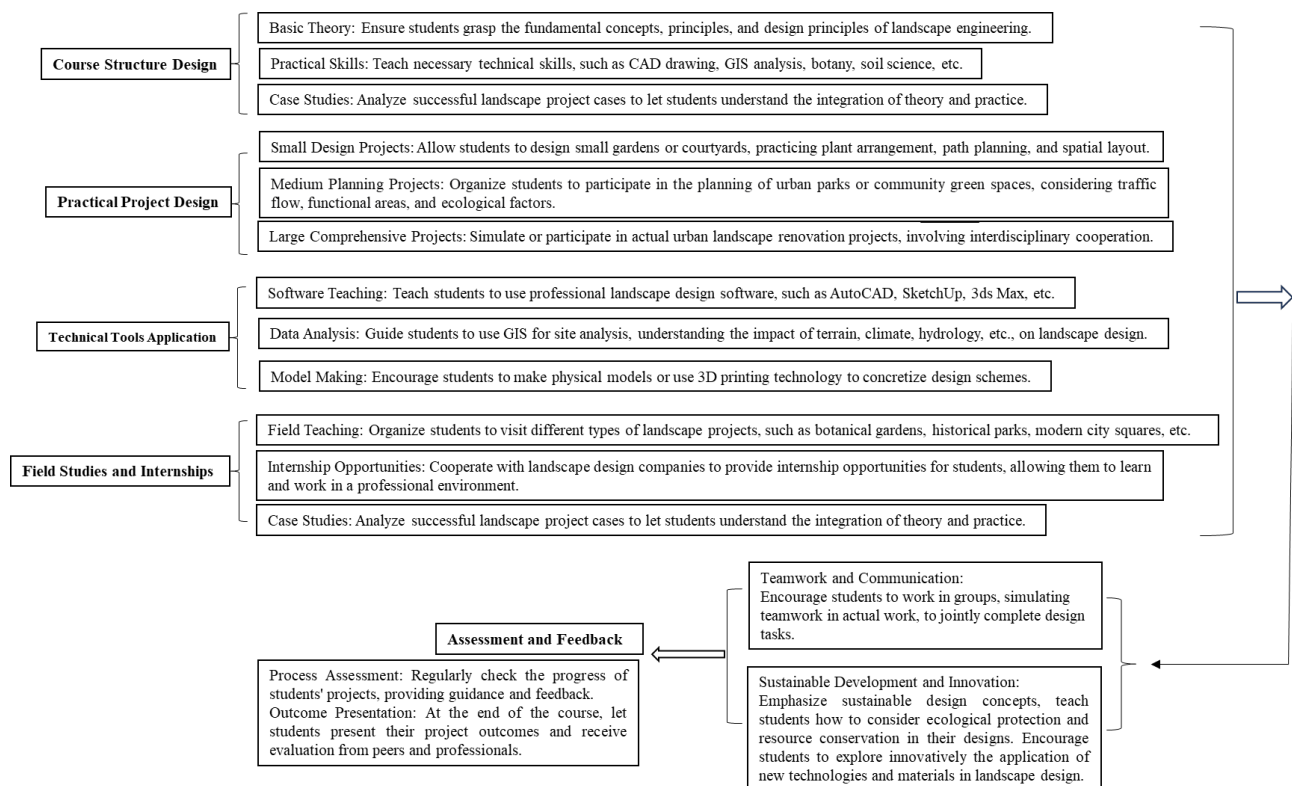 Course Structure Design
Basic Theory: Ensure students grasp the fundamental concepts, principles, and design principles of landscape engineering.
Practical Skills: Teach necessary technical skills, such as CAD drawing, GIS analysis, botany, soil science, etc.
Case Studies: Analyze successful landscape project cases to let students understand the integration of theory and practice.
Practical Project Design
Small Design Projects: Allow students to design small gardens or courtyards, practicing plant arrangement, path planning, and spatial layout.
Medium Planning Projects: Organize students to participate in the planning of urban parks or community green spaces, considering traffic
flow, functional areas, and ecological factors.
Large Comprehensive Projects: Simulate or participate in actual urban landscape renovation projects, involving interdisciplinary cooperation.
Technical Tools Application
Software Teaching: Teach students to use professional landscape design software, such as AutoCAD, SketchUp, 3ds Max, etc.
Data Analysis: Guide students to use GIS for site analysis, understanding the impact of terrain, climate, hydrology, etc., on landscape design.
Model Making: Encourage students to make physical models or use 3D printing technology to concretize design schemes.
Field Studies and Internships
Field Teaching: Organize students to visit different types of landscape projects, such as botanical gardens, historical parks, modern city squares, etc.
Internship Opportunities: Cooperate with landscape design companies to provide internship opportunities for students, allowing them to learn
and work in a professional environment.
Case Studies: Analyze successful landscape project cases to let students understand the integration of theory and practice.
Teamwork and Communication:
Encourage students to work in groups, simulating
teamwork in actual work, to jointly complete design
tasks.
Sustainable Development and Innovation:
Emphasize sustainable design concepts, teach
students how to consider ecological protection and
resource conservation in their designs. Encourage
students to explore innovatively the application of
new technologies and materials in landscape design.
Assessment and Feedback
Process Assessment: Regularly check the progress of
students' projects, providing guidance and feedback.
Outcome Presentation: At the end of the course, let
students present their project outcomes and receive
evaluation from peers and professionals.